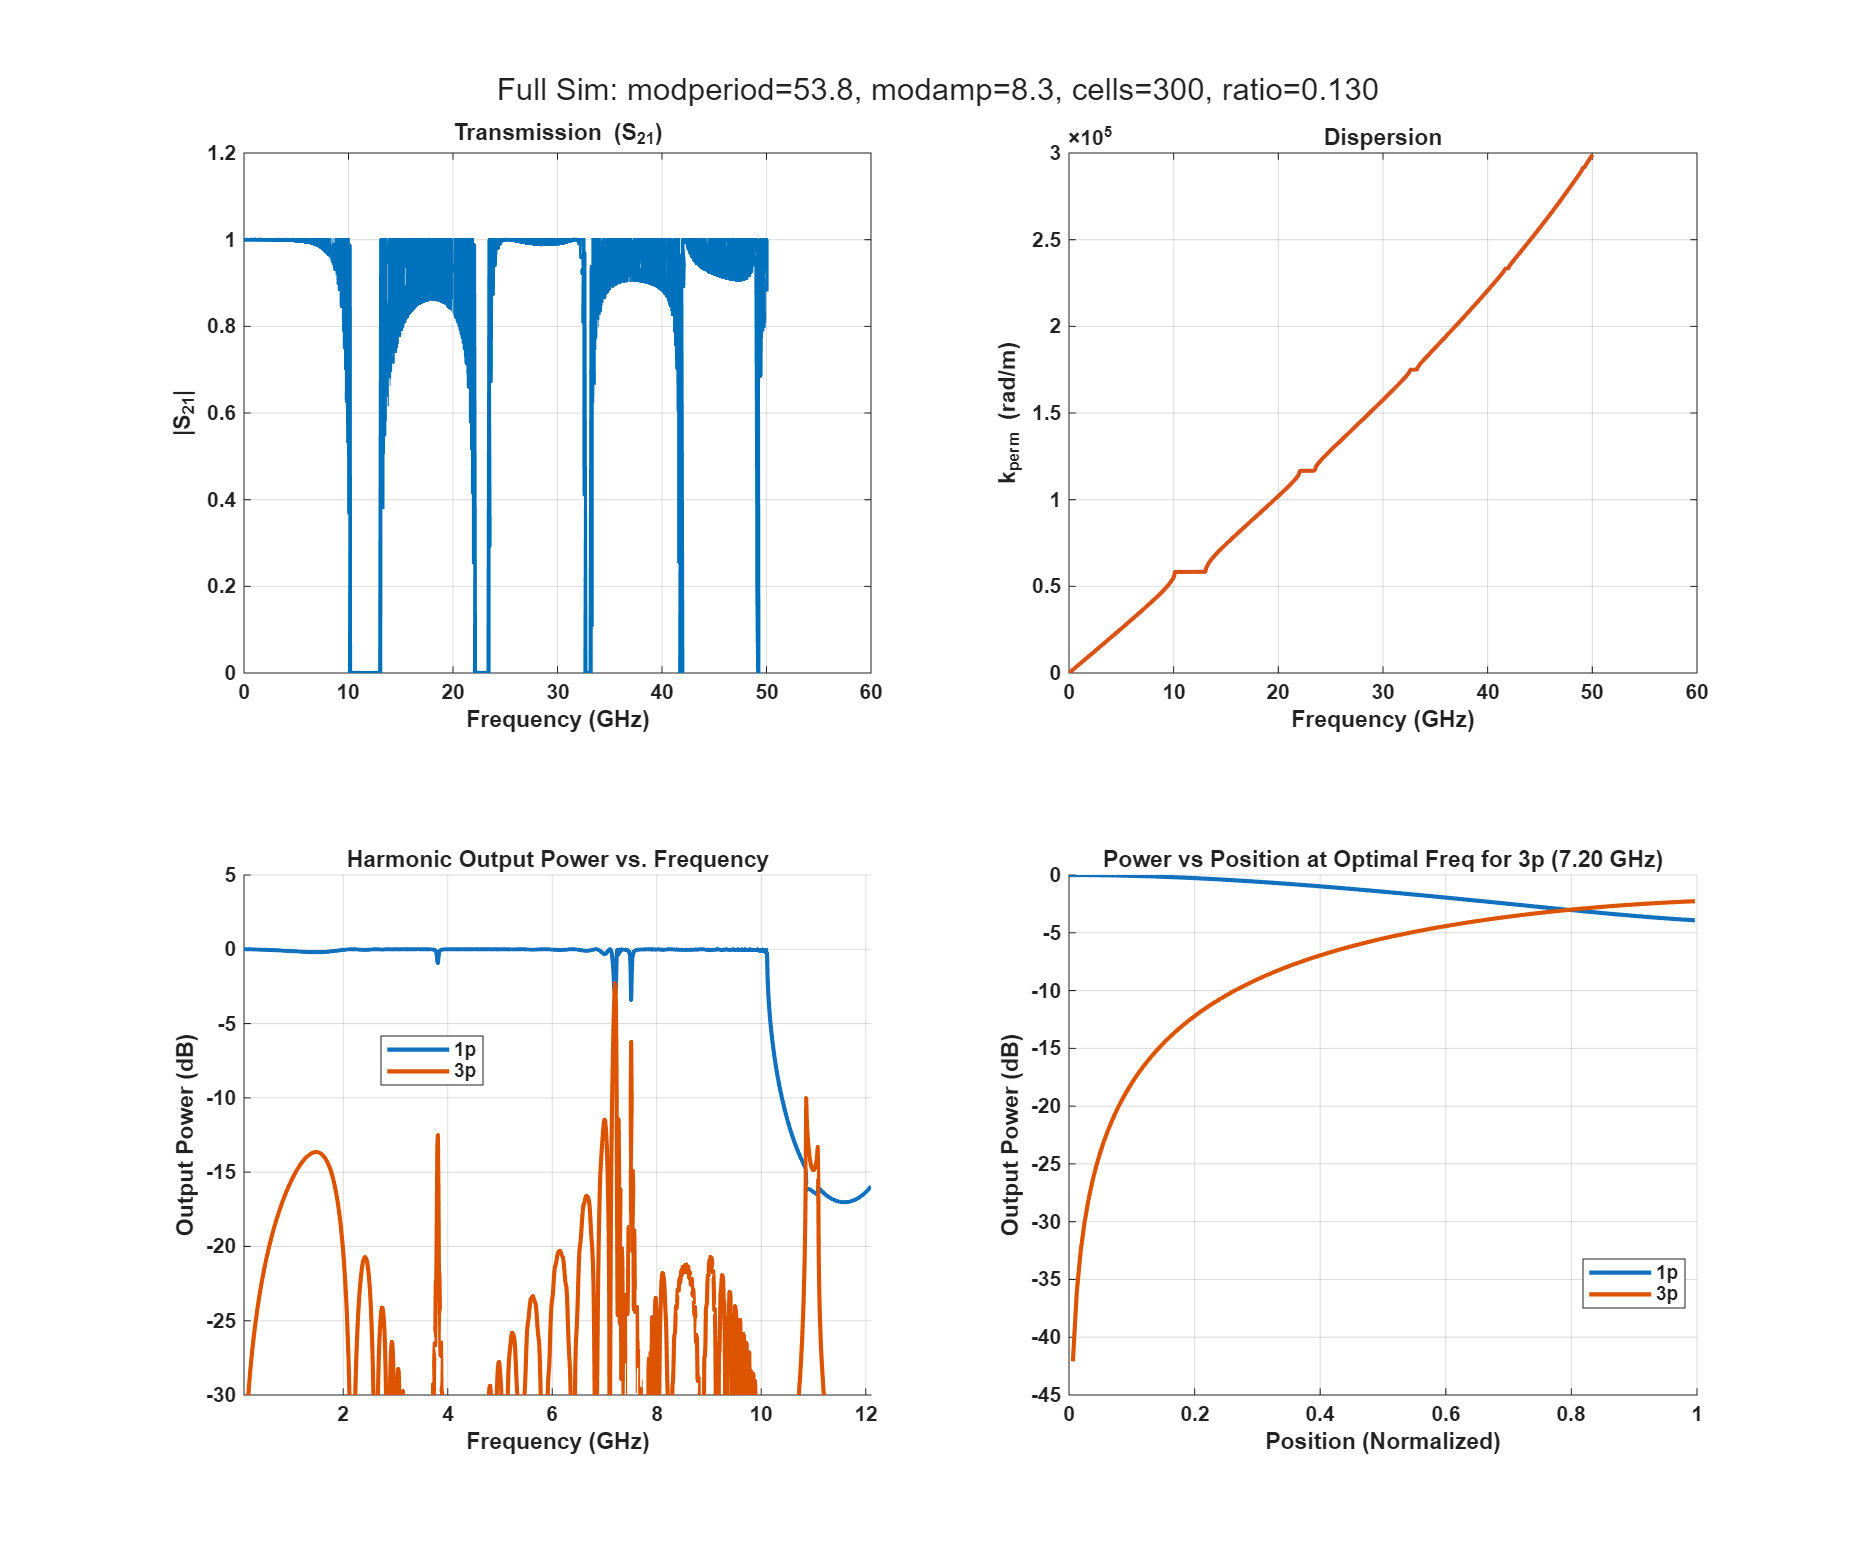 Full Sim: modperiod=53.8, modamp=8.3, cells=300, ratio=0.130
Transmission (S21)
1.2
1
0.8
0.6
0.4
0.2
0
|S21|
0 10 20 30 40 50 60
Frequency (GHz)
×10⁵
Dispersion
3
2.5
2
1.5
1
0.5
0
kperm (rad/m)
0 10 20 30 40 50 60
Frequency (GHz)
Harmonic Output Power vs. Frequency
5
0
-5
-10
-15
-20
-25
-30
Output Power (dB)
1p
3p
2 4 6 8 10 12
Frequency (GHz)
Power vs Position at Optimal Freq for 3p (7.20 GHz)
0
-5
-10
-15
-20
-25
-30
-35
-40
-45
Output Power (dB)
1p
3p
0 0.2 0.4 0.6 0.8 1
Position (Normalized)